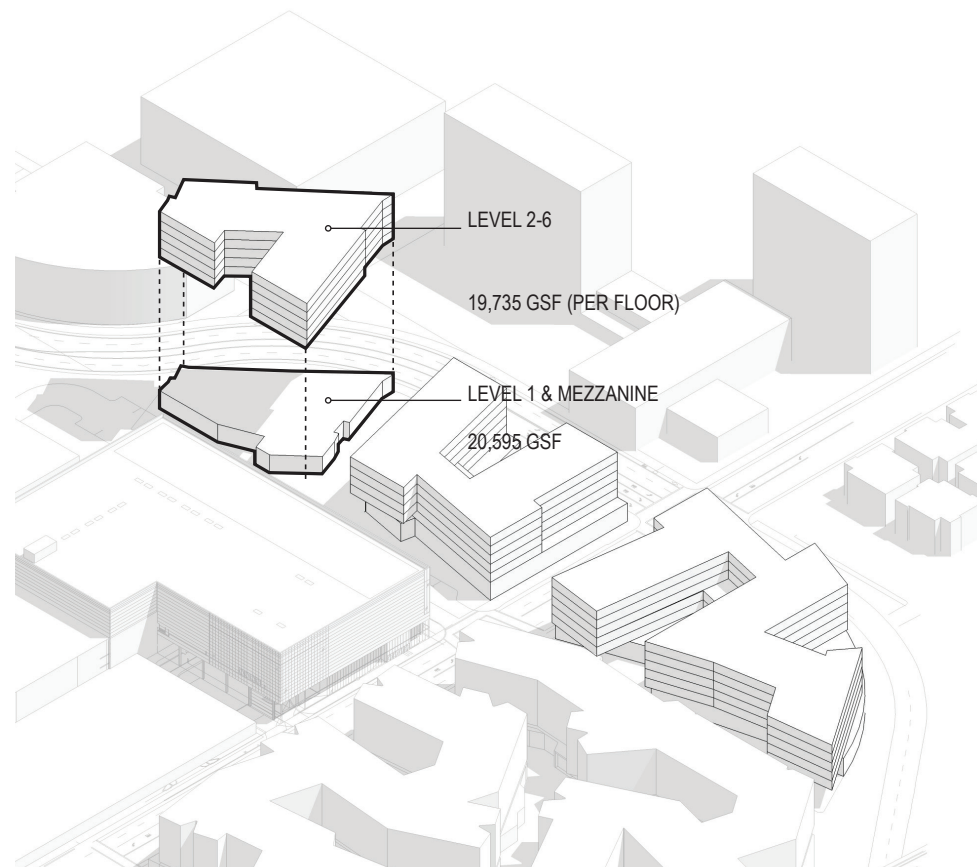 LEVEL 2-6
19,735 GSF (PER FLOOR)
LEVEL 1 & MEZZANINE
20,595 GSF